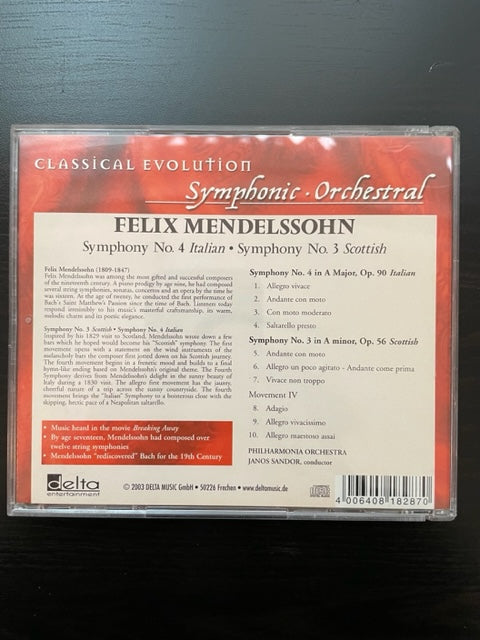 CLASSICAL EVOLUTION
Symphonic · Orchestral
FELIX MENDELSSOHN
Symphony No. 4 Italian • Symphony No. 3 Scottish
Felix Mendelssohn (1809-1847)
Felix Mendelssohn was among the most gifted and successful composers
of the nineteenth century. A piano prodigy by age nine, he had composed
several string symphonies, sonatas, concertos and an opera by the time he
was sixteen. At the age of twenty, he conducted the first performance of
Bach's Saint Matthew's Passion since the time of Bach. Listeners today
respond irresistibly to his music's masterful craftsmanship, its warm,
melodic charm and its poetic elegance.
Symphony No. 3 Scottish • Symphony No. 4 Italian
Inspired by his 1829 visit to Scotland, Mendelssohn wrote down a few
bars which he hoped would become his "Scottish" symphony. The first
movement opens with a statement on the wind instruments of the
melancholy bars the composer first jotted down on his Scottish journey.
The fourth movement begins in a frenetic mood and builds to a final
hymn-like ending based on Mendelssohn's original theme. The Fourth
Symphony derives from Mendelssohn's delight in the sunny beauty of
Italy during a 1830 visit. The allegro first movement has the sunny,
cheerful nature of a trip across the sunny countryside. The fourth
movement brings the "Italian" Symphony to a boisterous close with the
skipping, hectic pace of a Neapolitan saltarello.
• Music heard in the movie Breaking Away
• By age seventeen, Mendelssohn had composed over
twelve string symphonies
• Mendelssohn "rediscovered" Bach for the 19th Century
Symphony No. 4 in A Major, Op. 90 Italian
1. Allegro vivace
2. Andante con moto
3. Con moto moderato
4. Saltarello presto
Symphony No. 3 in A minor, Op. 56 Scottish
5. Andante con moto
6. Allegro un poco agitato - Andante come prima
7. Vivace non troppo
Movement IV
8. Adagio
9. Allegro vivacissimo
10. Allegro maestoso assai
PHILHARMONIA ORCHESTRA
JANOS SANDOR, conductor
delta
entertainment
© 2003 DELTA MUSIC GmbH • 50226 Frechen • www.deltamusic.de
4 006408 182870